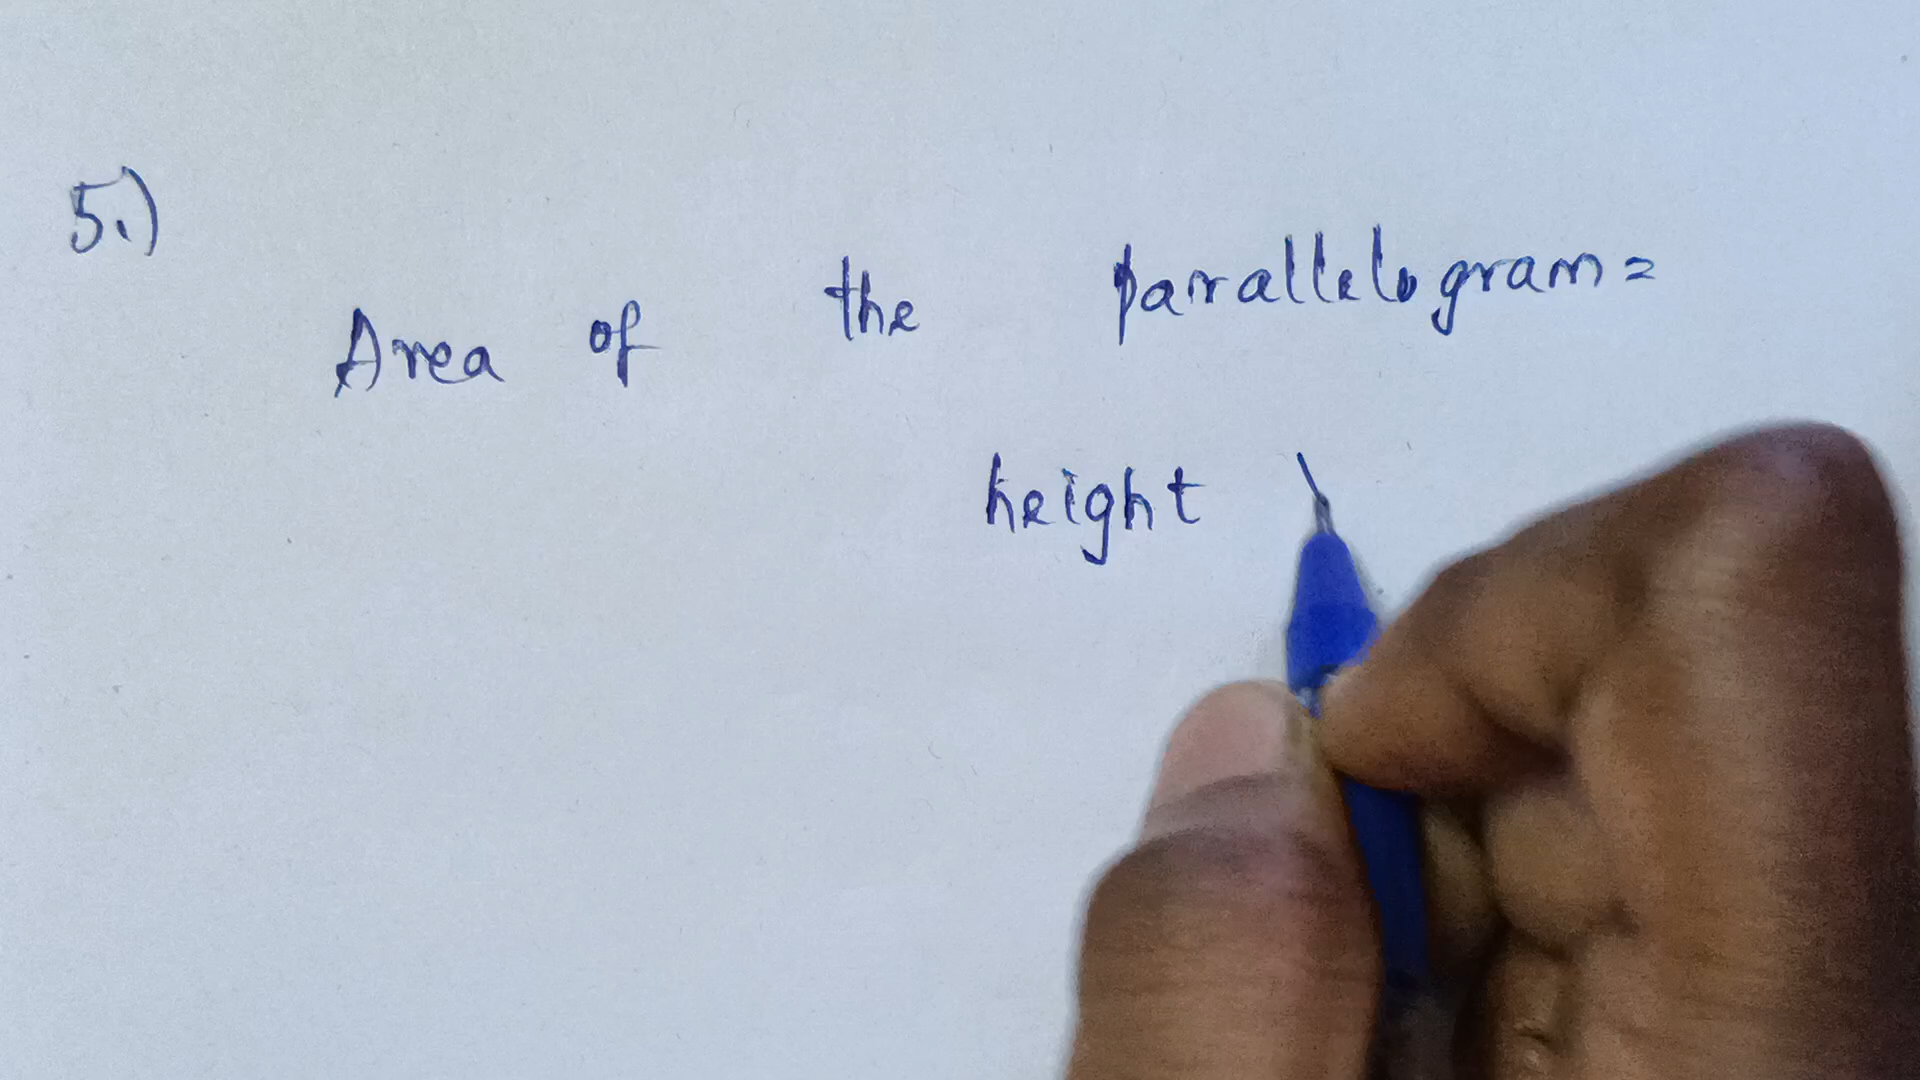 5.)
Area of the parallelogram =
height